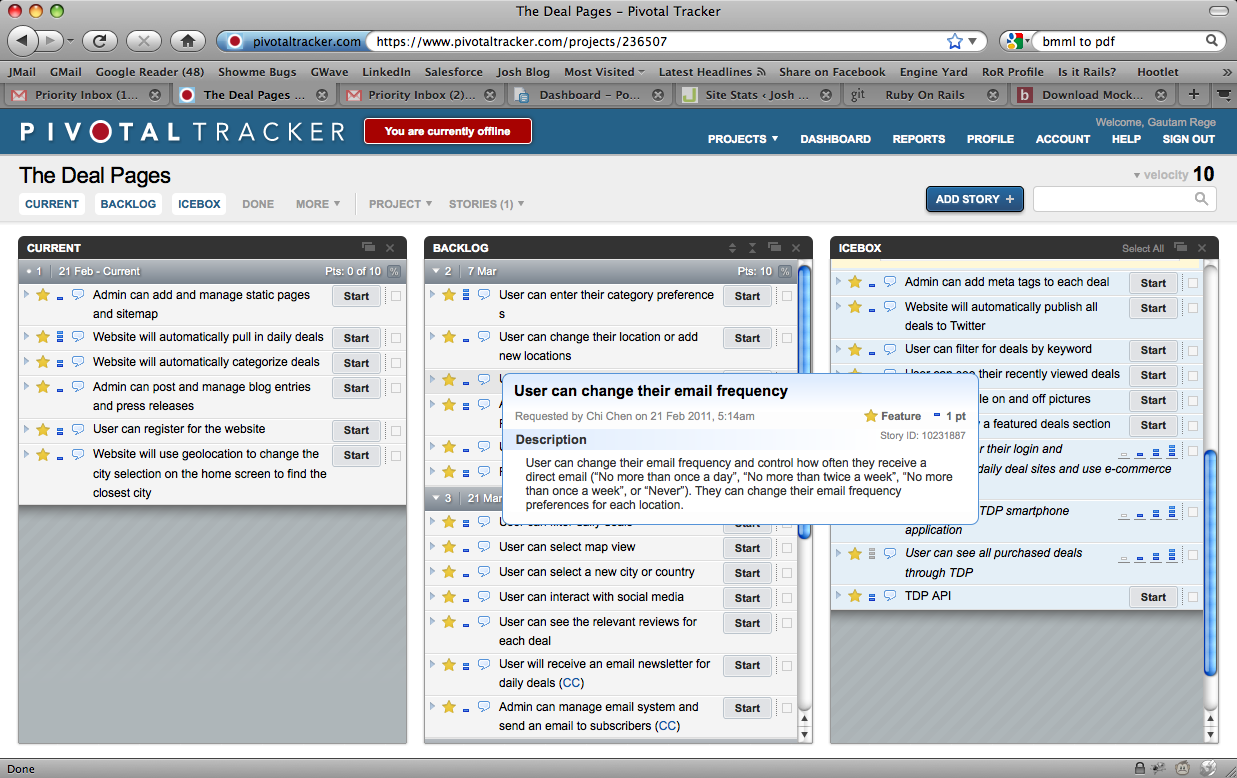 The Deal Pages – Pivotal Tracker
pivotaltracker.com https://www.pivotaltracker.com/projects/236507
bmml to pdf
JMail GMail Google Reader (48) Showme Bugs GWave LinkedIn Salesforce Josh Blog Most Visited Latest Headlines Share on Facebook Engine Yard RoR Profile Is it Rails? Hootlet »
Priority Inbox (1... The Deal Pages ... Priority Inbox (2)... Dashboard – Po... Site Stats ‹ Josh ... git Ruby On Rails b Download Mock... +
PIVOTAL TRACKER
You are currently offline
Welcome, Gautam Rege
PROJECTS DASHBOARD REPORTS PROFILE ACCOUNT HELP SIGN OUT
The Deal Pages
velocity 10
CURRENT BACKLOG ICEBOX DONE MORE PROJECT STORIES (1)
ADD STORY +
CURRENT
1 21 Feb - Current Pts: 0 of 10 %
Admin can add and manage static pages
and sitemap
Start
Website will automatically pull in daily deals Start
Website will automatically categorize deals Start
Admin can post and manage blog entries
and press releases
Start
User can register for the website Start
Website will use geolocation to change the
city selection on the home screen to find the
closest city
Start
BACKLOG
2 7 Mar Pts: 10 %
User can enter their category preference
s
Start
User can change their location or add
new locations
Start
User can change their email frequency
Requested by Chi Chen on 21 Feb 2011, 5:14am
Feature 1 pt
Description
Story ID: 10231887
User can change their email frequency and control how often they receive a
direct email (“No more than once a day”, “No more than twice a week”, “No more
than once a week”, or “Never”). They can change their email frequency
preferences for each location.
3 21 Mar
User can filter daily deals Start
User can select map view Start
User can select a new city or country Start
User can interact with social media Start
User can see the relevant reviews for
each deal
Start
User will receive an email newsletter for
daily deals (CC)
Start
Admin can manage email system and
send an email to subscribers (CC)
Start
ICEBOX Select All
Admin can add meta tags to each deal Start
Website will automatically publish all
deals to Twitter
Start
User can filter for deals by keyword Start
User can see their recently viewed deals Start
le on and off pictures Start
a featured deals section Start
r their login and
daily deal sites and use e-commerce
TDP smartphone
application
User can see all purchased deals
through TDP
TDP API Start
Done